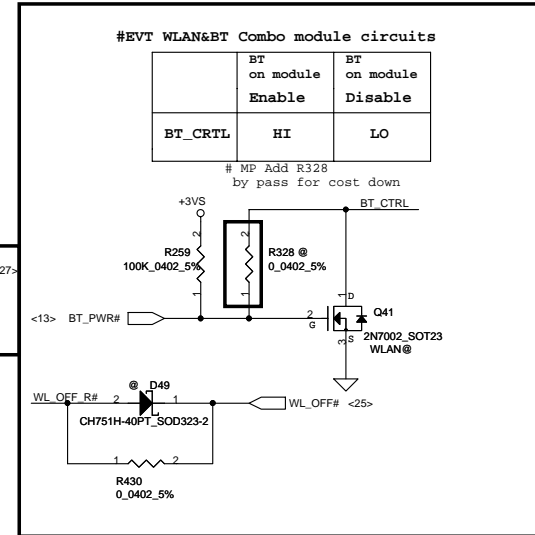 #EVT WLAN&BT Combo module circuits
BT on module Enable
BT on module Disable
BT_CRTL HI LO
# MP Add R328
by pass for cost down
+3VS
BT_CTRL
27>
2
R259
100K_0402_5%
1
2
R328 @
0_0402_5%
1
1 D
Q41
<13> BT_PWR#
2
G
S
3
2N7002_SOT23
WLAN@
@ D49
WL_OFF_R# 2 1 WL_OFF# <25>
CH751H-40PT_SOD323-2
1 2
R430
0_0402_5%